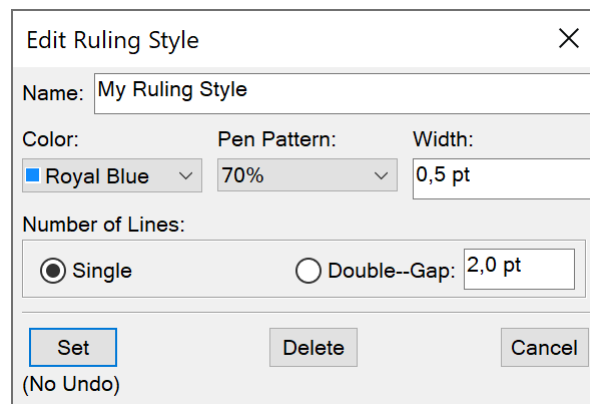 Edit Ruling Style
Name: My Ruling Style
Color: Pen Pattern: Width:
Royal Blue 70% 0,5 pt
Number of Lines:
Single Double--Gap: 2,0 pt
Set Delete Cancel
(No Undo)